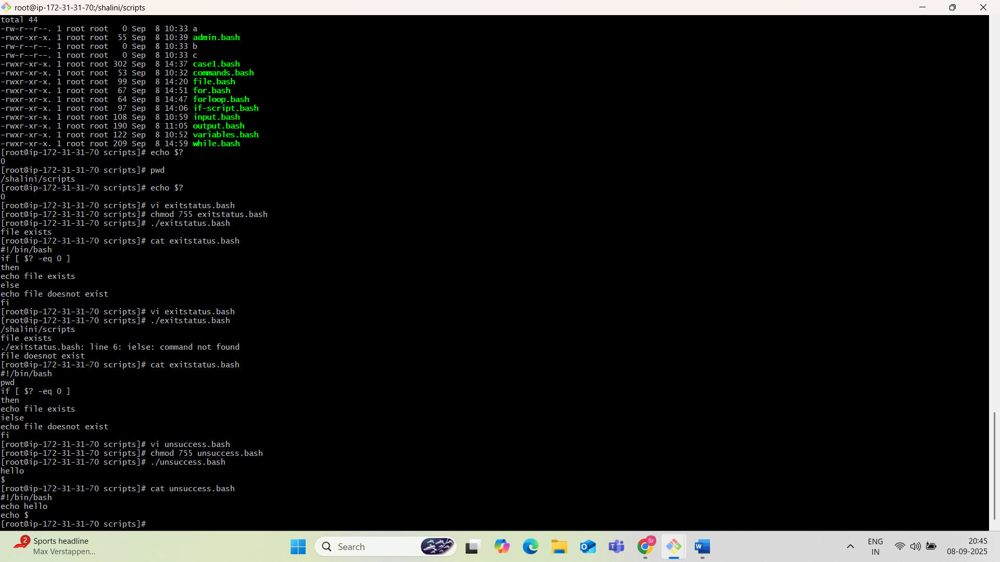 root@ip-172-31-31-70:/shalini/scripts
total 44
-rw-r--r--. 1 root root   0 Sep  8 10:33 a
-rwxr-xr-x. 1 root root  55 Sep  8 10:39 admin.bash
-rw-r--r--. 1 root root   0 Sep  8 10:33 b
-rw-r--r--. 1 root root   0 Sep  8 10:33 c
-rwxr-xr-x. 1 root root 302 Sep  8 14:37 case1.bash
-rwxr-xr-x. 1 root root  53 Sep  8 10:32 commands.bash
-rwxr-xr-x. 1 root root  99 Sep  8 14:20 file.bash
-rwxr-xr-x. 1 root root  67 Sep  8 14:51 for.bash
-rwxr-xr-x. 1 root root  64 Sep  8 14:47 forloop.bash
-rwxr-xr-x. 1 root root  97 Sep  8 14:06 if-script.bash
-rwxr-xr-x. 1 root root 108 Sep  8 10:59 input.bash
-rwxr-xr-x. 1 root root 190 Sep  8 11:05 output.bash
-rwxr-xr-x. 1 root root 122 Sep  8 10:52 variables.bash
-rwxr-xr-x. 1 root root 209 Sep  8 14:59 while.bash
[root@ip-172-31-31-70 scripts]# echo $?
0
[root@ip-172-31-31-70 scripts]# pwd
/shalini/scripts
[root@ip-172-31-31-70 scripts]# echo $?
0
[root@ip-172-31-31-70 scripts]# vi exitstatus.bash
[root@ip-172-31-31-70 scripts]# chmod 755 exitstatus.bash
[root@ip-172-31-31-70 scripts]# ./exitstatus.bash
file exists
[root@ip-172-31-31-70 scripts]# cat exitstatus.bash
#!/bin/bash
if [ $? -eq 0 ]
then
echo file exists
else
echo file doesnot exist
fi
[root@ip-172-31-31-70 scripts]# vi exitstatus.bash
[root@ip-172-31-31-70 scripts]# ./exitstatus.bash
/shalini/scripts
file exists
./exitstatus.bash: line 6: ielse: command not found
file doesnot exist
[root@ip-172-31-31-70 scripts]# cat exitstatus.bash
#!/bin/bash
pwd
if [ $? -eq 0 ]
then
echo file exists
ielse
echo file doesnot exist
fi
[root@ip-172-31-31-70 scripts]# vi unsuccess.bash
[root@ip-172-31-31-70 scripts]# chmod 755 unsuccess.bash
[root@ip-172-31-31-70 scripts]# ./unsuccess.bash
hello
$
[root@ip-172-31-31-70 scripts]# cat unsuccess.bash
#!/bin/bash
echo hello
echo $
[root@ip-172-31-31-70 scripts]#
2
Sports headline
Max Verstappen...
Search
Sr
ENG
IN
20:45
08-09-2025